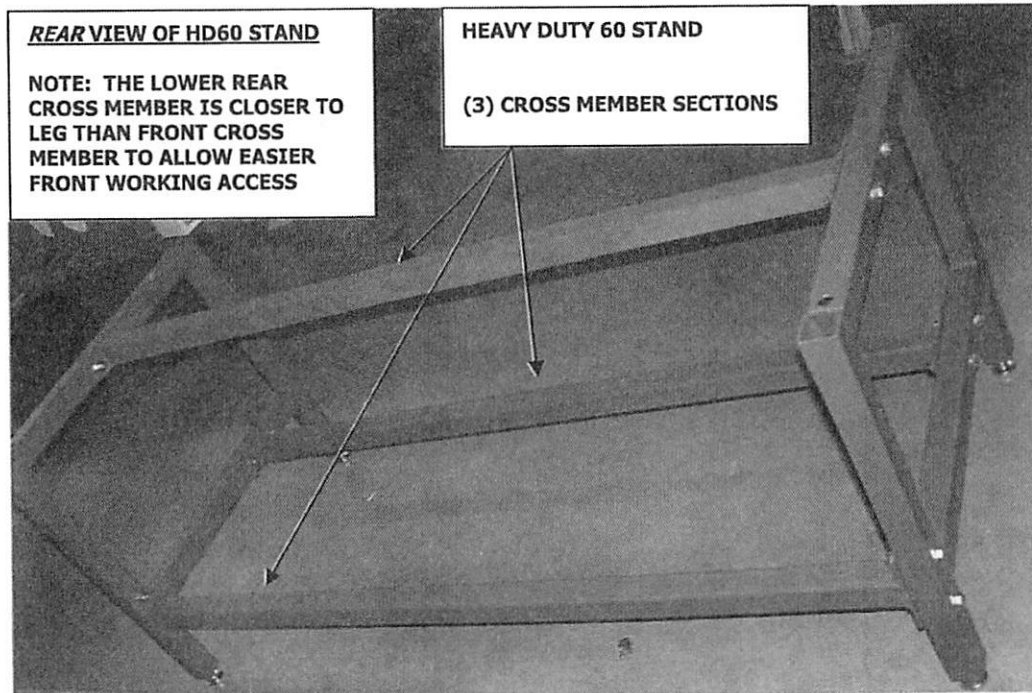 REAR VIEW OF HD60 STAND
NOTE: THE LOWER REAR
CROSS MEMBER IS CLOSER TO
LEG THAN FRONT CROSS
MEMBER TO ALLOW EASIER
FRONT WORKING ACCESS
HEAVY DUTY 60 STAND
(3) CROSS MEMBER SECTIONS